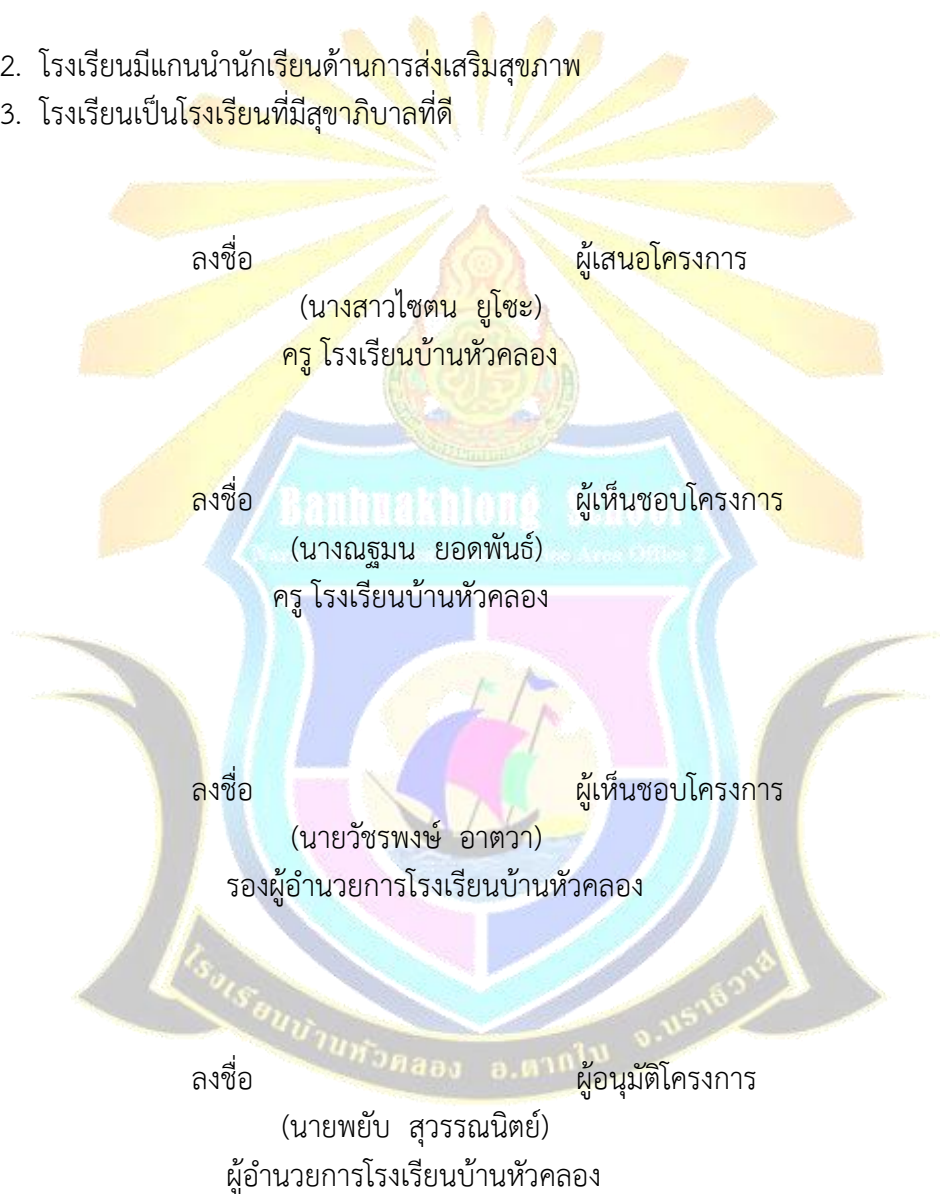 2. โรงเรียนมีแกนนำนักเรียนด้านการส่งเสริมสุขภาพ
3. โรงเรียนเป็นโรงเรียนที่มีสุขาภิบาลที่ดี
ลงชื่อ ผู้เสนอโครงการ
(นางสาวไซตน ยูโซะ)
ครู โรงเรียนบ้านหัวคลอง
ลงชื่อ ผู้เห็นชอบโครงการ
Banhuakhlong School
(นางณฐมน ยอดพันธ์)
Area Office 2
ครู โรงเรียนบ้านหัวคลอง
ลงชื่อ ผู้เห็นชอบโครงการ
(นายวัชรพงษ์ อาตวา)
รองผู้อำนวยการโรงเรียนบ้านหัวคลอง
โรงเรียนบ้านหัวคลอง อ.ตากใบ จ.นราธิวาส
ลงชื่อ ผู้อนุมัติโครงการ
(นายพยับ สุวรรณนิตย์)
ผู้อำนวยการโรงเรียนบ้านหัวคลอง